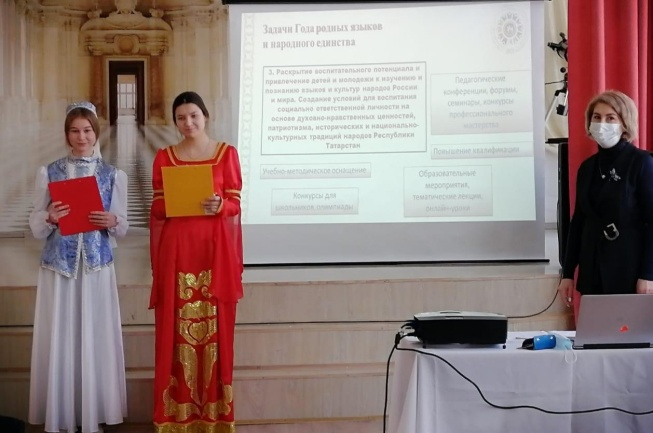 Задачи Года родных языков
и народного единства
3. Раскрытие воспитательного потенциала и
привлечение детей и молодежи к изучению и
познанию языков и культур народов России
и мира. Создание условий для воспитания
социально ответственной личности на
основе духовно-нравственных ценностей,
патриотизма, исторических и национально-
культурных традиций народов Республики
Татарстан
Педагогические
конференции, форумы,
семинары, конкурсы
профессионального
мастерства
Повышение квалификации
Учебно-методическое оснащение
Конкурсы для
школьников, олимпиады
Образовательные
мероприятия,
тематические лекции,
онлайн-уроки